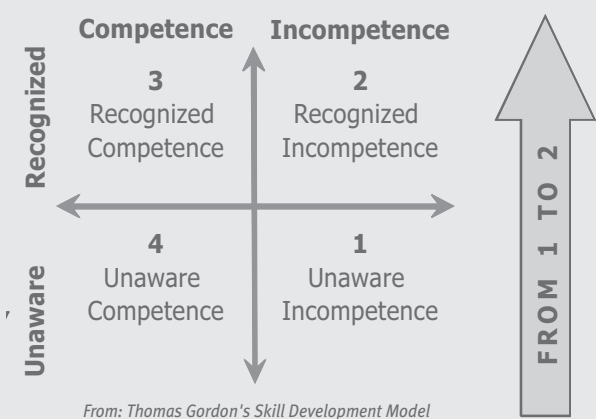 Competence Incompetence
Recognized
3
Recognized
Competence
2
Recognized
Incompetence
Unaware
4
Unaware
Competence
1
Unaware
Incompetence
FROM 1 TO 2
From: Thomas Gordon's Skill Development Model